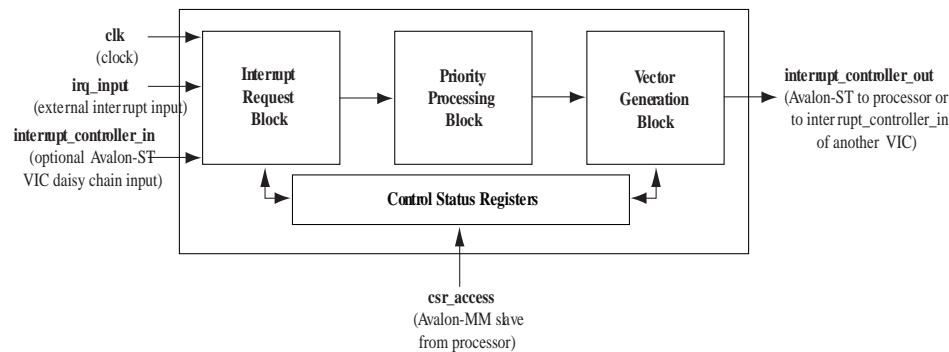 clk
(clock)
irq_input
(external interrupt input)
interrupt_controller_in
(optional Avalon-ST
VIC daisy chain input)
Interrupt
Request
Block
Priority
Processing
Block
Vector
Generation
Block
Control Status Registers
interrupt_controller_out
(Avalon-ST to processor or
to interrupt_controller_in
of another VIC)
csr_access
(Avalon-MM slave
from processor)